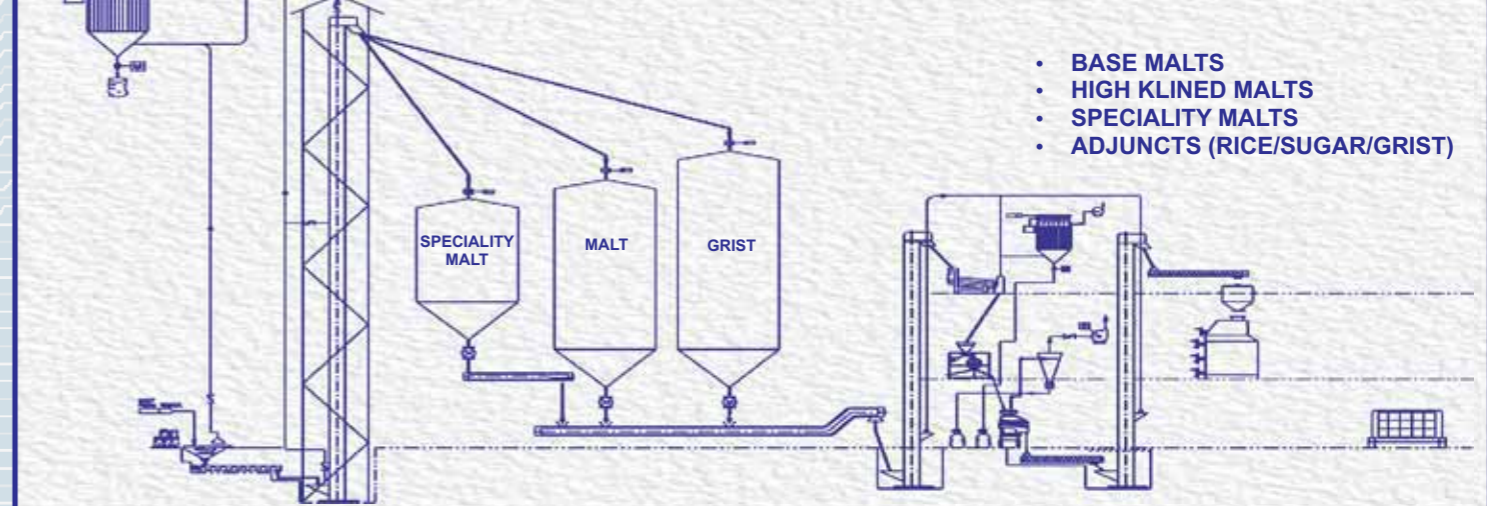 • BASE MALTS
• HIGH KLINED MALTS
• SPECIALITY MALTS
• ADJUNCTS (RICE/SUGAR/GRIST)
SPECIALITY
MALT
MALT
GRIST